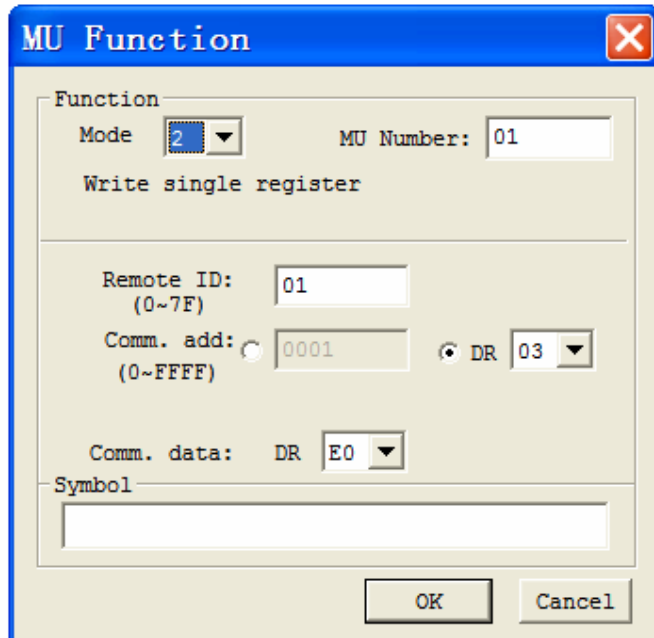 MU Function
Function
Mode 2 MU Number: 01
Write single register
Remote ID: 01
(0~7F)
Comm. add: 0001 DR 03
(0~FFFF)
Comm. data: DR E0
Symbol
OK Cancel